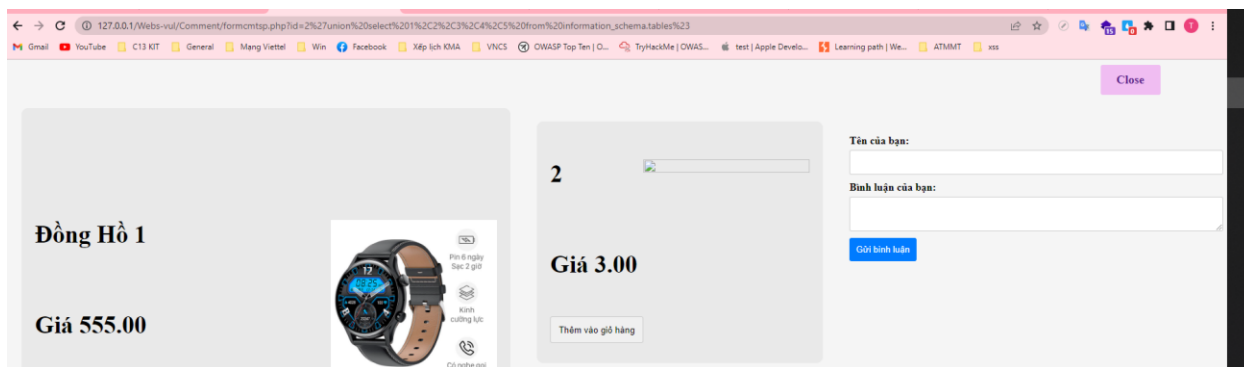 127.0.0.1/Webs-vul/Comment/formcmtsp.php?id=2%27union%20select%201%2C2%2C3%2C4%2C5%20from%20information_schema.tables%23
Gmail YouTube C13 KIT General Mạng Viettel Win Facebook Xếp lịch KMA VNCS OWASP Top Ten | O... TryHackMe | OWAS... test | Apple Develo... Learning path | We... ATMMT xss
Close
Đồng Hồ 1
Giá 555.00
12
08:25
Pin 6 ngày
Sạc 2 giờ
Kính
cường lực
Có nghe gọi
2
Giá 3.00
Thêm vào giỏ hàng
Tên của bạn:
Bình luận của bạn:
Gửi bình luận